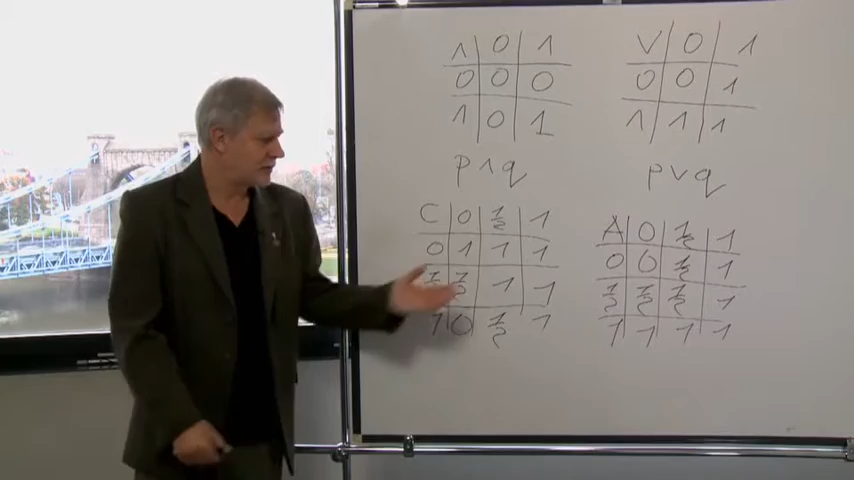 ∧ 0 1
0 0 0
1 0 1
p∧q
∨ 0 1
0 0 1
1 1 1
p∨q
C 0 1/2 1
0 1 1 1
1/2 1/2 1 1
1 0 1/2 1
A 0 1/2 1
0 0 1/2 1
1/2 1/2 1/2 1
1 1 1 1